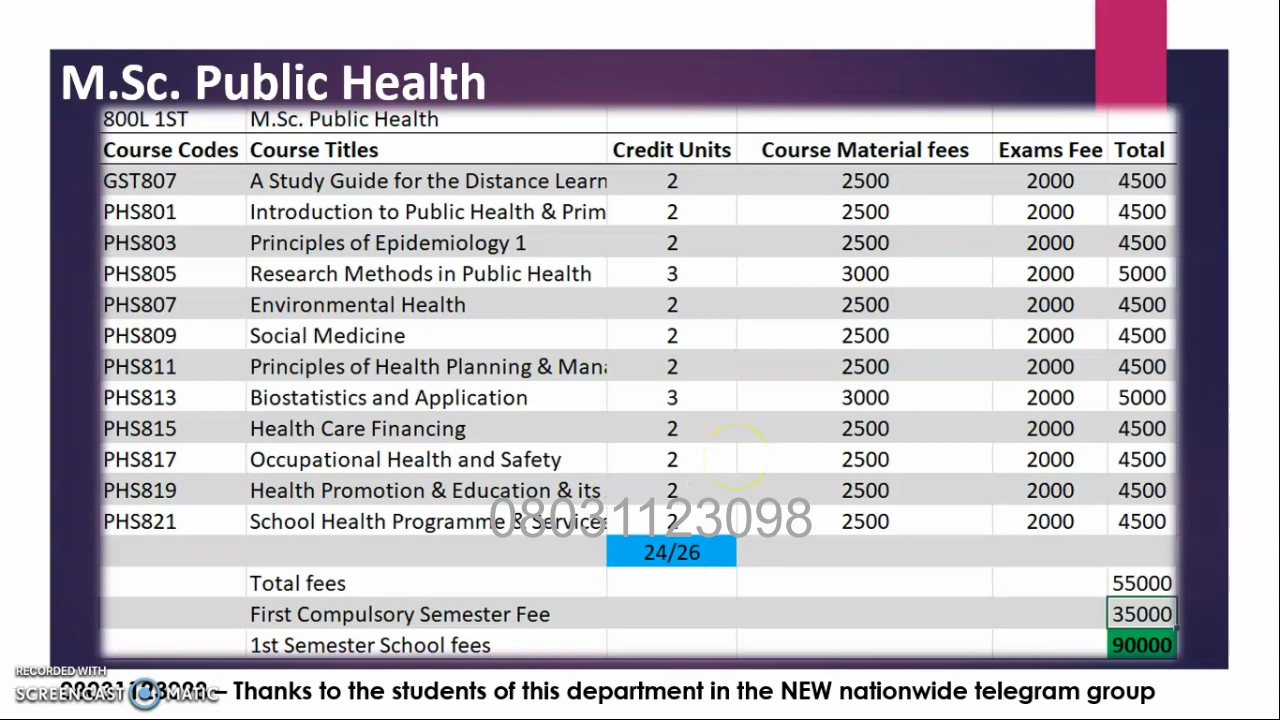 M.Sc. Public Health
800L 1ST M.Sc. Public Health
Course Codes Course Titles Credit Units Course Material fees Exams Fee Total
GST807 A Study Guide for the Distance Learn 2 2500 2000 4500
PHS801 Introduction to Public Health & Prim 2 2500 2000 4500
PHS803 Principles of Epidemiology 1 2 2500 2000 4500
PHS805 Research Methods in Public Health 3 3000 2000 5000
PHS807 Environmental Health 2 2500 2000 4500
PHS809 Social Medicine 2 2500 2000 4500
PHS811 Principles of Health Planning & Mana 2 2500 2000 4500
PHS813 Biostatistics and Application 3 3000 2000 5000
PHS815 Health Care Financing 2 2500 2000 4500
PHS817 Occupational Health and Safety 2 2500 2000 4500
PHS819 Health Promotion & Education & its 2 2500 2000 4500
PHS821 School Health Programme & Services 2 2500 2000 4500
08031123098
24/26
Total fees 55000
First Compulsory Semester Fee 35000
1st Semester School fees 90000
RECORDED WITH
SCREENCAST MATIC
– Thanks to the students of this department in the NEW nationwide telegram group